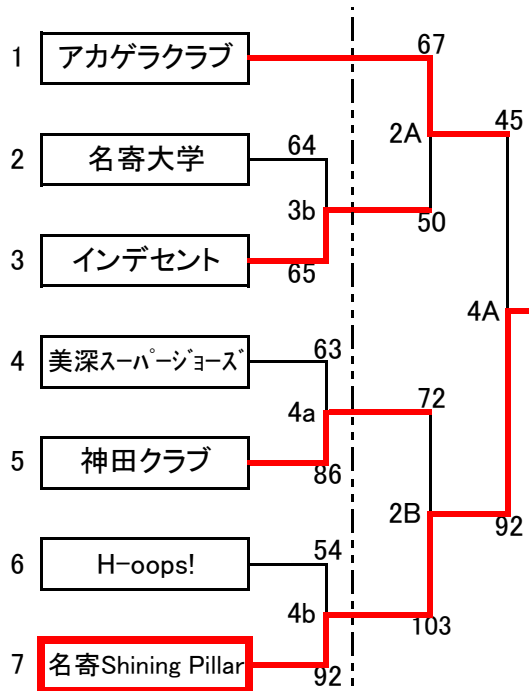 67
1 アカゲラクラブ
45
2A
64
2 名寄大学
3b
50
3 インデセント
65
4A
63
4 美深スーパージョーズ
72
4a
5 神田クラブ
86
2B
92
54
6 H-oops!
4b
103
7 名寄Shining Pillar
92